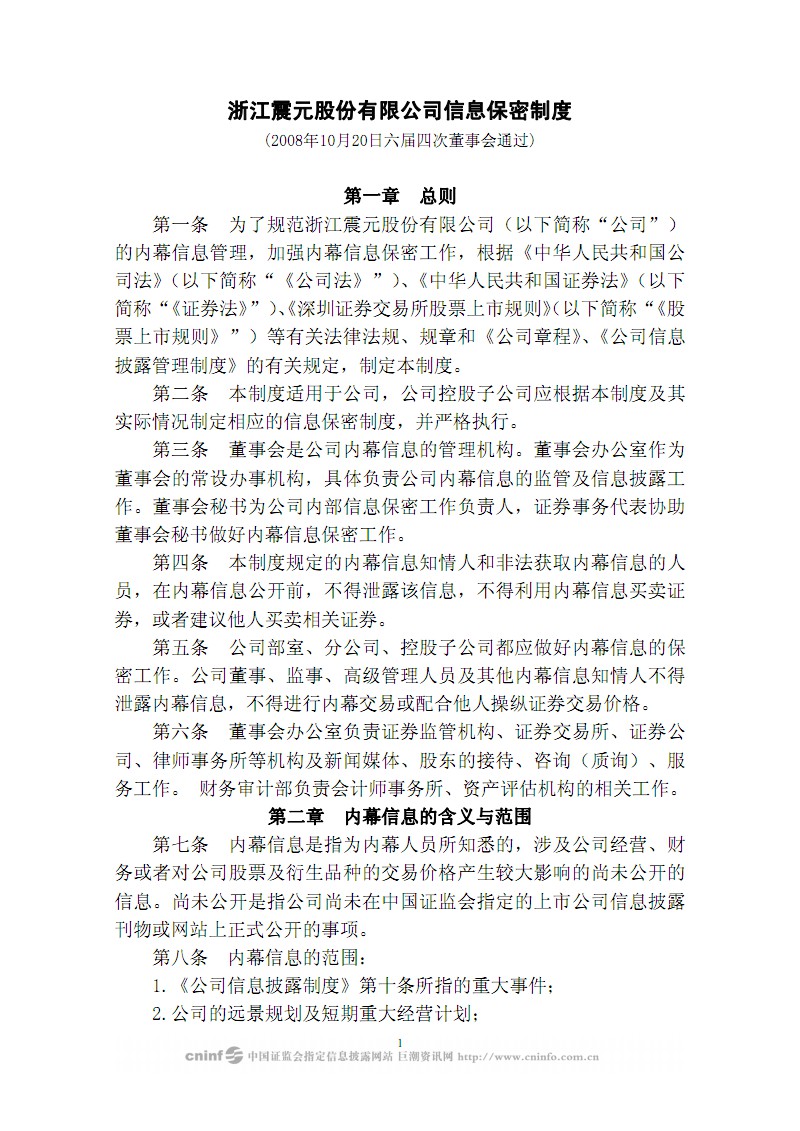 浙江震元股份有限公司信息保密制度
(2008年10月20日六届四次董事会通过)
第一章　总则
第一条　为了规范浙江震元股份有限公司（以下简称“公司”）
的内幕信息管理，加强内幕信息保密工作，根据《中华人民共和国公
司法》（以下简称“《公司法》”）、《中华人民共和国证券法》（以下
简称“《证券法》”）、《深圳证券交易所股票上市规则》（以下简称“《股
票上市规则》”）等有关法律法规、规章和《公司章程》、《公司信息
披露管理制度》的有关规定，制定本制度。
第二条　本制度适用于公司，公司控股子公司应根据本制度及其
实际情况制定相应的信息保密制度，并严格执行。
第三条　董事会是公司内幕信息的管理机构。董事会办公室作为
董事会的常设办事机构，具体负责公司内幕信息的监管及信息披露工
作。董事会秘书为公司内部信息保密工作负责人，证券事务代表协助
董事会秘书做好内幕信息保密工作。
第四条　本制度规定的内幕信息知情人和非法获取内幕信息的人
员，在内幕信息公开前，不得泄露该信息，不得利用内幕信息买卖证
券，或者建议他人买卖相关证券。
第五条　公司部室、分公司、控股子公司都应做好内幕信息的保
密工作。公司董事、监事、高级管理人员及其他内幕信息知情人不得
泄露内幕信息，不得进行内幕交易或配合他人操纵证券交易价格。
第六条　董事会办公室负责证券监管机构、证券交易所、证券公
司、律师事务所等机构及新闻媒体、股东的接待、咨询（质询）、服
务工作。 财务审计部负责会计师事务所、资产评估机构的相关工作。
第二章　内幕信息的含义与范围
第七条　内幕信息是指为内幕人员所知悉的，涉及公司经营、财
务或者对公司股票及衍生品种的交易价格产生较大影响的尚未公开的
信息。尚未公开是指公司尚未在中国证监会指定的上市公司信息披露
刊物或网站上正式公开的事项。
第八条　内幕信息的范围：
1.《公司信息披露制度》第十条所指的重大事件；
2.公司的远景规划及短期重大经营计划；
1
cninf 中国证监会指定信息披露网站 巨潮资讯网 http://www.cninfo.com.cn